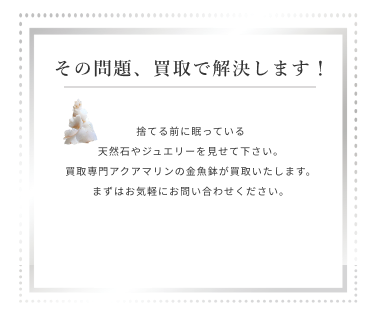 その問題、買取で解決します！
捨てる前に眠っている
天然石やジュエリーを見せて下さい。
買取専門アクアマリンの金魚鉢が買取いたします。
まずはお気軽にお問い合わせください。